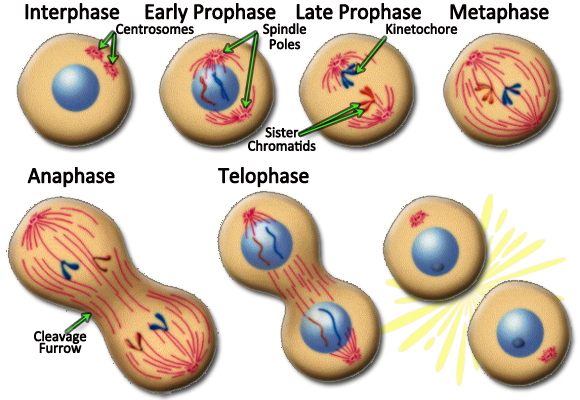 Interphase
Early Prophase
Late Prophase
Metaphase
Centrosomes
Spindle
Poles
Kinetochore
Sister
Chromatids
Anaphase
Telophase
Cleavage
Furrow